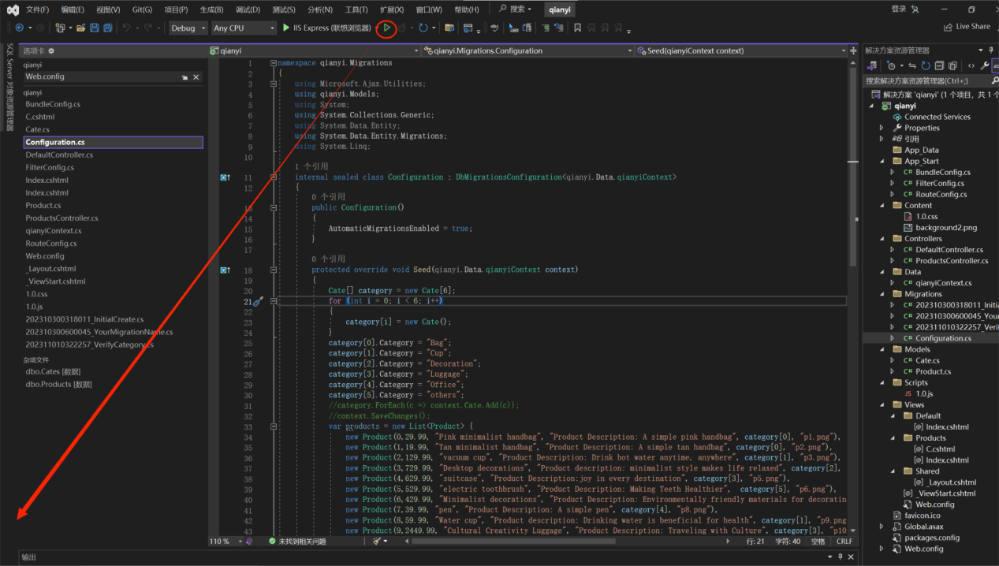 文件(F) 编辑(E) 视图(V) Git(G) 项目(P) 生成(B) 调试(D) 测试(S) 分析(N) 工具(T) 扩展(X) 窗口(W) 帮助(H) 搜索 qianyi 登录
Debug Any CPU IIS Express (联想浏览器) Live Share
SQL Server 对象资源管理器
选项卡
qianyi
Web.config
qianyi
BundleConfig.cs
C.cshtml
Cate.cs
Configuration.cs
DefaultController.cs
FilterConfig.cs
Index.cshtml
Index.cshtml
Product.cs
ProductsController.cs
qianyiContext.cs
RouteConfig.cs
Web.config
_Layout.cshtml
_ViewStart.cshtml
1.0.css
1.0.js
202310300318011_InitialCreate.cs
202310300600045_YourMigrationName.cs
202311010322257_VerifyCategory.cs
杂项文件
dbo.Cates [数据]
dbo.Products [数据]
qianyi qianyi.Migrations.Configuration Seed(qianyiContext context)
1 namespace qianyi.Migrations
2 {
3 using Microsoft.Ajax.Utilities;
4 using qianyi.Models;
5 using System;
6 using System.Collections.Generic;
7 using System.Data.Entity;
8 using System.Data.Entity.Migrations;
9 using System.Linq;
10
1 个引用
11 internal sealed class Configuration : DbMigrationsConfiguration<qianyi.Data.qianyiContext>
12 {
0 个引用
13 public Configuration()
14 {
15 AutomaticMigrationsEnabled = true;
16 }
17
0 个引用
18 protected override void Seed(qianyi.Data.qianyiContext context)
19 {
20 Cate[] category = new Cate[6];
21 for (int i = 0; i < 6; i++)
22 {
23 category[i] = new Cate();
24 }
25 category[0].Category = "Bag";
26 category[1].Category = "Cup";
27 category[2].Category = "Decoration";
28 category[3].Category = "Luggage";
29 category[4].Category = "Office";
30 category[5].Category = "others";
31 //category.ForEach(c => context.Cate.Add(c));
32 //context.SaveChanges();
33 var products = new List<Product> {
34 new Product(0,29.99, "Pink minimalist handbag", "Product Description: A simple pink handbag", category[0], "p1.png"),
35 new Product(1,19.99, "Tan minimalist handbag", "Product Description: A simple tan handbag", category[0], "p2.png"),
36 new Product(2,129.99, "vacuum cup", "Product Description: Drink hot water anytime, anywhere", category[1], "p3.png"),
37 new Product(3,729.99, "Desktop decorations", "Product description: minimalist style makes life relaxed", category[2],
38 new Product(4,629.99, "suitcase", "Product Description:joy in every destination", category[3], "p5.png"),
39 new Product(5,529.99, "electric toothbrush", "Product Description: Making Teeth Healthier", category[5], "p6.png"),
40 new Product(6,429.99, "Minimalist decorations", "Product Description: Environmentally friendly materials for decoratin
41 new Product(7,39.99, "pen", "Product Description: A simple pen", category[4], "p8.png"),
42 new Product(8,59.99, "Water cup", "Product description: Drinking water is beneficial for health", category[1], "p9.png
43 new Product(9,2449.99, "Cultural Creativity Luggage", "Product Description: Traveling with Culture", category[3], "p10
110 % 未找到相关问题 行: 21 字符: 40 空格 CRLF
输出
解决方案资源管理器
搜索解决方案资源管理器(Ctrl+;)
解决方案 'qianyi' (1 个项目，共 1 个
qianyi
Connected Services
Properties
引用
App_Data
App_Start
C# BundleConfig.cs
C# FilterConfig.cs
C# RouteConfig.cs
Content
1.0.css
background2.png
Controllers
C# DefaultController.cs
C# ProductsController.cs
Data
C# qianyiContext.cs
Migrations
C# 202310300318011_Initi
C# 202310300600045_You
C# 202311010322257_Verif
C# Configuration.cs
Models
C# Cate.cs
C# Product.cs
Scripts
JS 1.0.js
Views
Default
[@] Index.cshtml
Products
[@] C.cshtml
[@] Index.cshtml
Shared
[@] _Layout.cshtml
[@] _ViewStart.cshtml
Web.config
favicon.ico
Global.asax
packages.config
Web.config